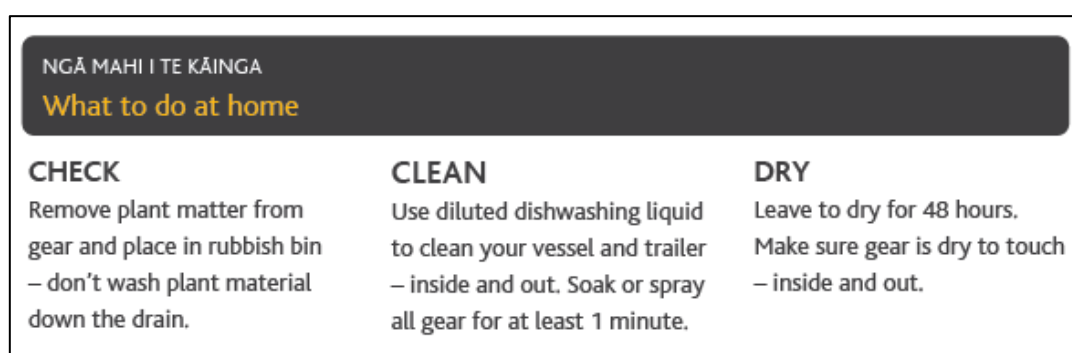 NGĀ MAHI I TE KĀINGA
What to do at home
CHECK
Remove plant matter from
gear and place in rubbish bin
– don't wash plant material
down the drain.
CLEAN
Use diluted dishwashing liquid
to clean your vessel and trailer
– inside and out. Soak or spray
all gear for at least 1 minute.
DRY
Leave to dry for 48 hours.
Make sure gear is dry to touch
– inside and out.